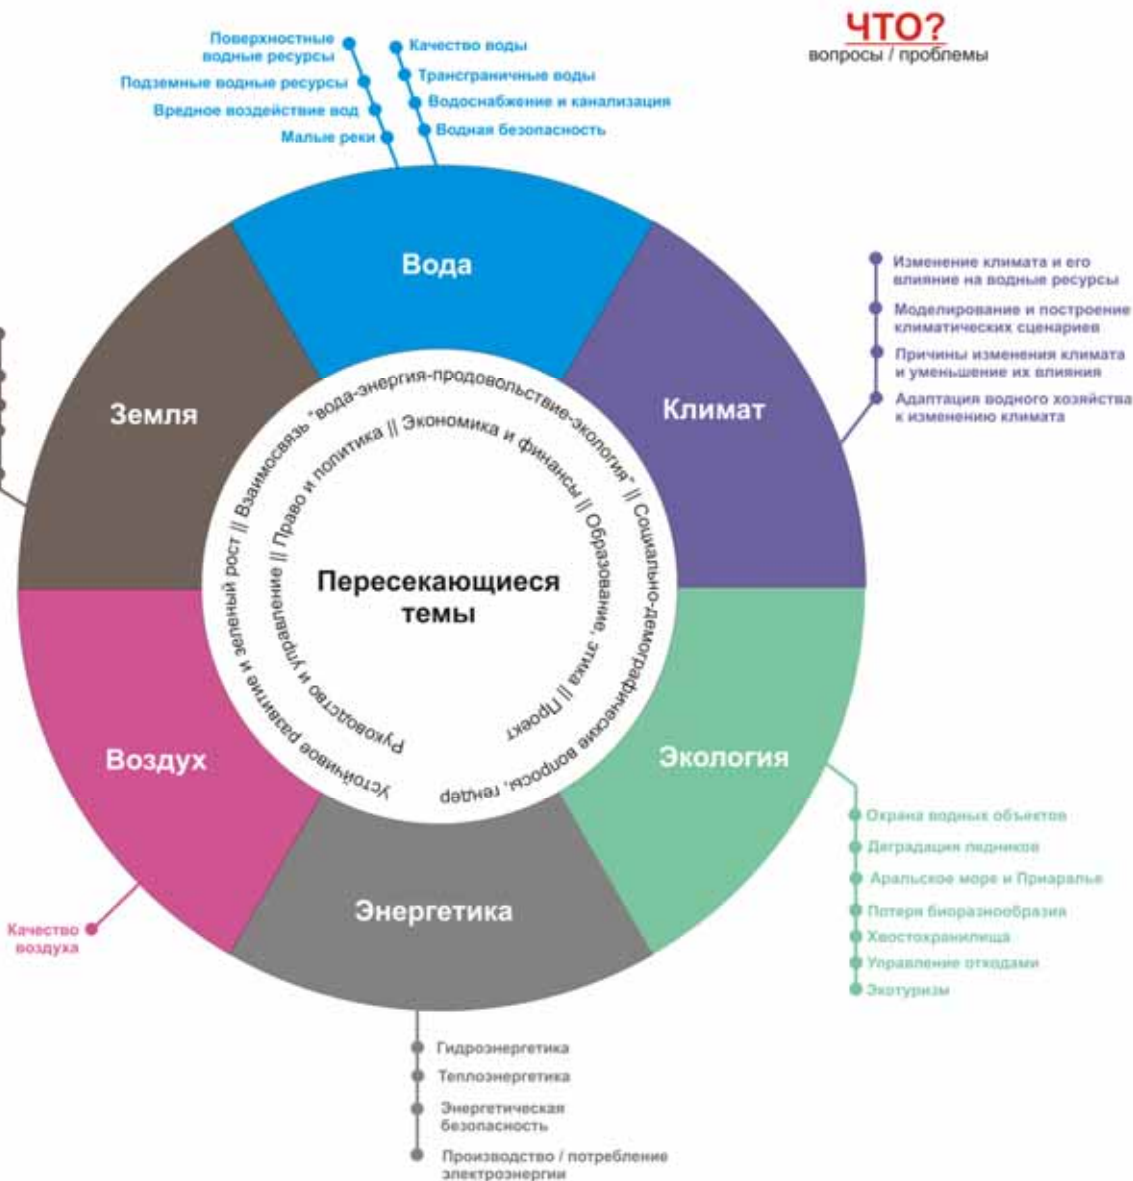 ЧТО?
вопросы / проблемы
Поверхностные
водные ресурсы
Подземные водные ресурсы
Вредное воздействие вод
Малые реки
Качество воды
Трансграничные воды
Водоснабжение и канализация
Водная безопасность
Вода
Климат
Изменение климата и его
влияние на водные ресурсы
Моделирование и построение
климатических сценариев
Причины изменения климата
и уменьшение их влияния
Адаптация водного хозяйства
к изменению климата
Земля
Устойчивое развитие и зеленый рост || Взаимосвязь "вода-энергия-продовольствие-экология" || Социально-демографические вопросы, гендер
Руководство и управление || Право и политика || Экономика и финансы || Образование, этика || Проект
Пересекающиеся
темы
Воздух
Качество
воздуха
Экология
Охрана водных объектов
Деградация ледников
Аральское море и Приаралье
Потеря биоразнообразия
Хвостохранилища
Управление отходами
Экотуризм
Энергетика
Гидроэнергетика
Теплоэнергетика
Энергетическая
безопасность
Производство / потребление
электроэнергии